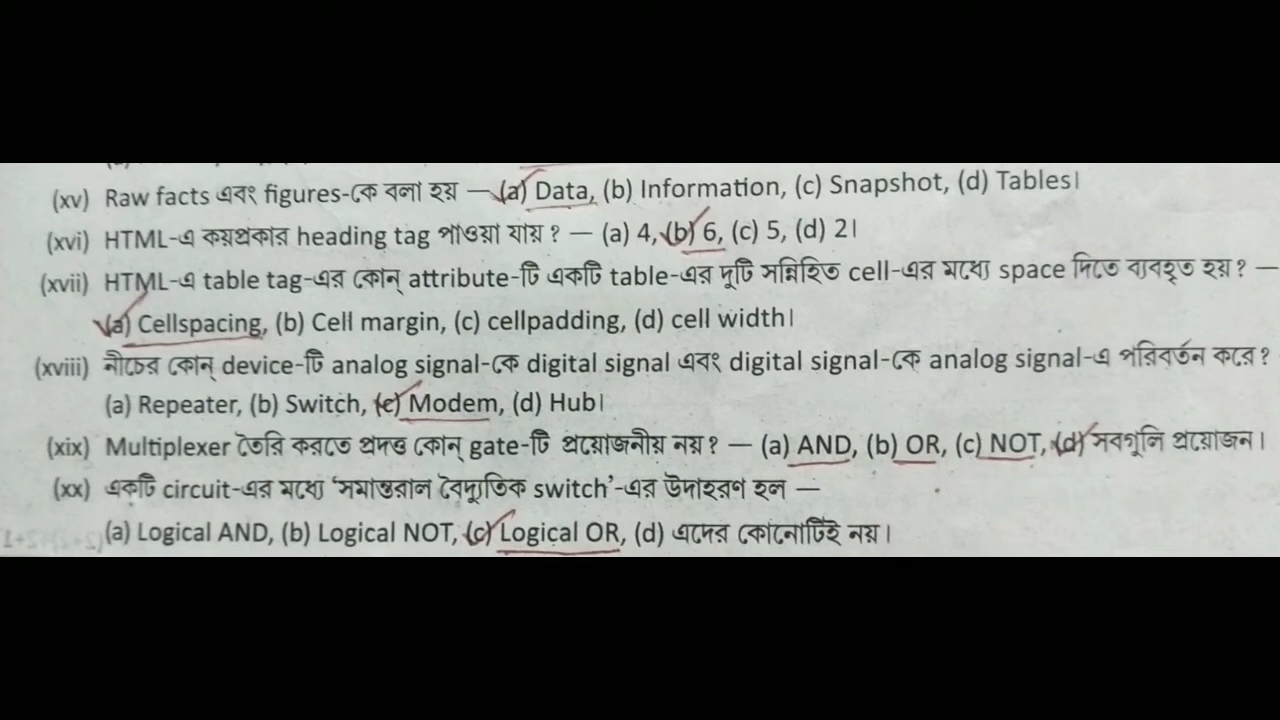 (xv) Raw facts এবং figures-কে বলা হয় — (a) Data, (b) Information, (c) Snapshot, (d) Tables।
(xvi) HTML-এ কয়প্রকার heading tag পাওয়া যায় ? — (a) 4, (b) 6, (c) 5, (d) 2।
(xvii) HTML-এ table tag-এর কোন্ attribute-টি একটি table-এর দুটি সন্নিহিত cell-এর মধ্যে space দিতে ব্যবহৃত হয় ? —
(a) Cellspacing, (b) Cell margin, (c) cellpadding, (d) cell width।
(xviii) নীচের কোন্ device-টি analog signal-কে digital signal এবং digital signal-কে analog signal-এ পরিবর্তন করে ?
(a) Repeater, (b) Switch, (c) Modem, (d) Hub।
(xix) Multiplexer তৈরি করতে প্রদত্ত কোন্ gate-টি প্রয়োজনীয় নয় ? — (a) AND, (b) OR, (c) NOT, (d) সবগুলি প্রয়োজন।
(xx) একটি circuit-এর মধ্যে ‘সমান্তরাল বৈদ্যুতিক switch’-এর উদাহরণ হল —
(a) Logical AND, (b) Logical NOT, (c) Logical OR, (d) এদের কোনোটিই নয়।